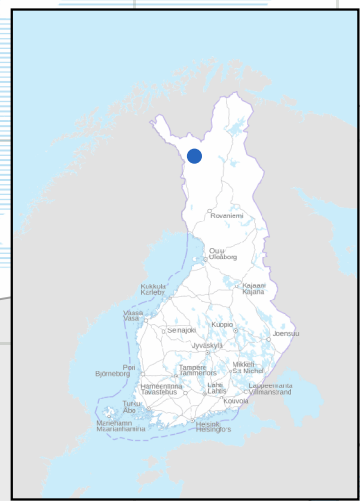 Rovaniemi
Oulu
Uleåborg
Kokkola
Karleby
Kajaani
Kajana
Vaasa
Vasa
Seinäjoki
Kuopio
Joensuu
Jyväskylä
Pori
Björneborg
Tampere
Tammerfors
Mikkeli
S:t Michel
Hämeenlinna
Tavastehus
Lahti
Lahtis
Lappeenranta
Villmanstrand
Turku
Åbo
Kouvola
Mariehamn
Maarianhamina
Helsinki
Helsingfors